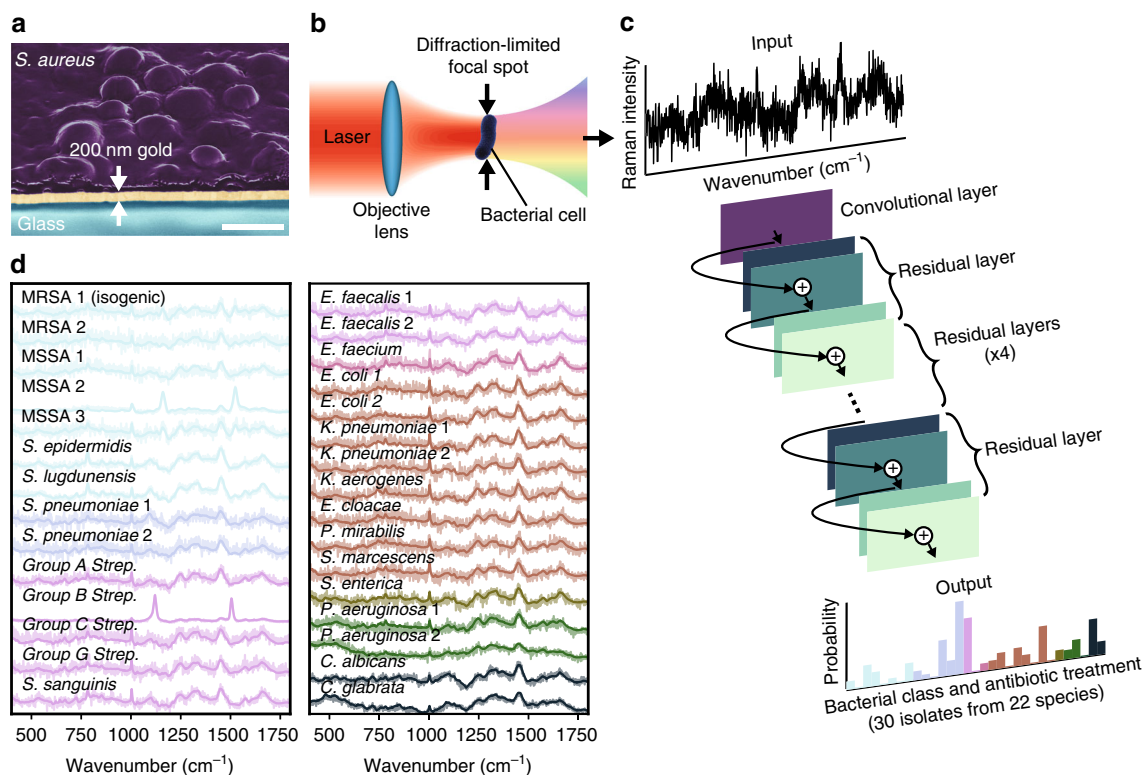 a
S. aureus
200 nm gold
Glass
b
Diffraction-limited
focal spot
Laser
Objective
lens
Bacterial cell
c
Input
Raman intensity
Wavenumber (cm⁻¹)
Convolutional layer
Residual layer
Residual layers
(x4)
Residual layer
Output
Probability
Bacterial class and antibiotic treatment
(30 isolates from 22 species)
d
MRSA 1 (isogenic)
MRSA 2
MSSA 1
MSSA 2
MSSA 3
S. epidermidis
S. lugdunensis
S. pneumoniae 1
S. pneumoniae 2
Group A Strep.
Group B Strep.
Group C Strep.
Group G Strep.
S. sanguinis
500 750 1000 1250 1500 1750
Wavenumber (cm⁻¹)
E. faecalis 1
E. faecalis 2
E. faecium
E. coli 1
E. coli 2
K. pneumoniae 1
K. pneumoniae 2
K. aerogenes
E. cloacae
P. mirabilis
S. marcescens
S. enterica
P. aeruginosa 1
P. aeruginosa 2
C. albicans
C. glabrata
500 750 1000 1250 1500 1750
Wavenumber (cm⁻¹)